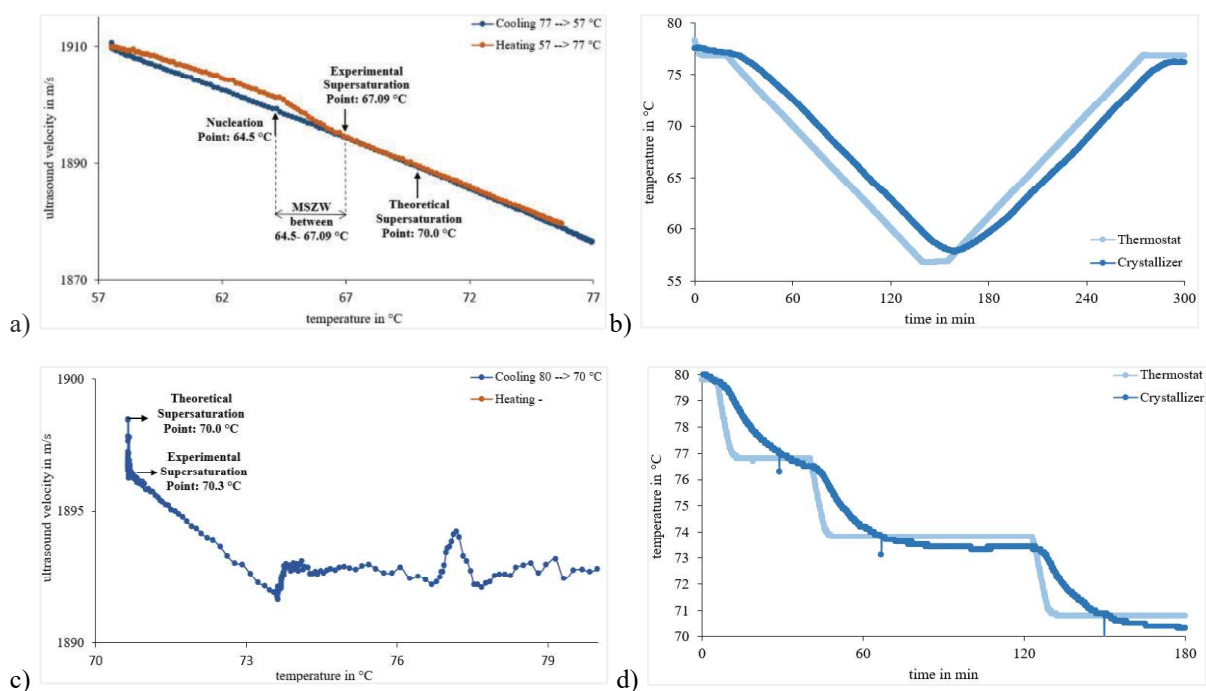 1910
1890
1870
ultrasound velocity in m/s
57
62
67
72
77
temperature in °C
Cooling 77 --> 57 °C
Heating 57 --> 77 °C
Experimental
Supersaturation
Point: 67.09 °C
Nucleation
Point: 64.5 °C
MSZW
between
64.5- 67.09 °C
Theoretical
Supersaturation
Point: 70.0 °C
a)
80
75
70
65
60
55
temperature in °C
0
60
120
180
240
300
time in min
Thermostat
Crystallizer
b)
1900
1895
1890
ultrasound velocity in m/s
70
73
76
79
temperature in °C
Cooling 80 --> 70 °C
Heating -
Theoretical
Supersaturation
Point: 70.0 °C
Experimental
Supersaturation
Point: 70.3 °C
c)
80
79
78
77
76
75
74
73
72
71
70
temperature in °C
0
60
120
180
time in min
Thermostat
Crystallizer
d)